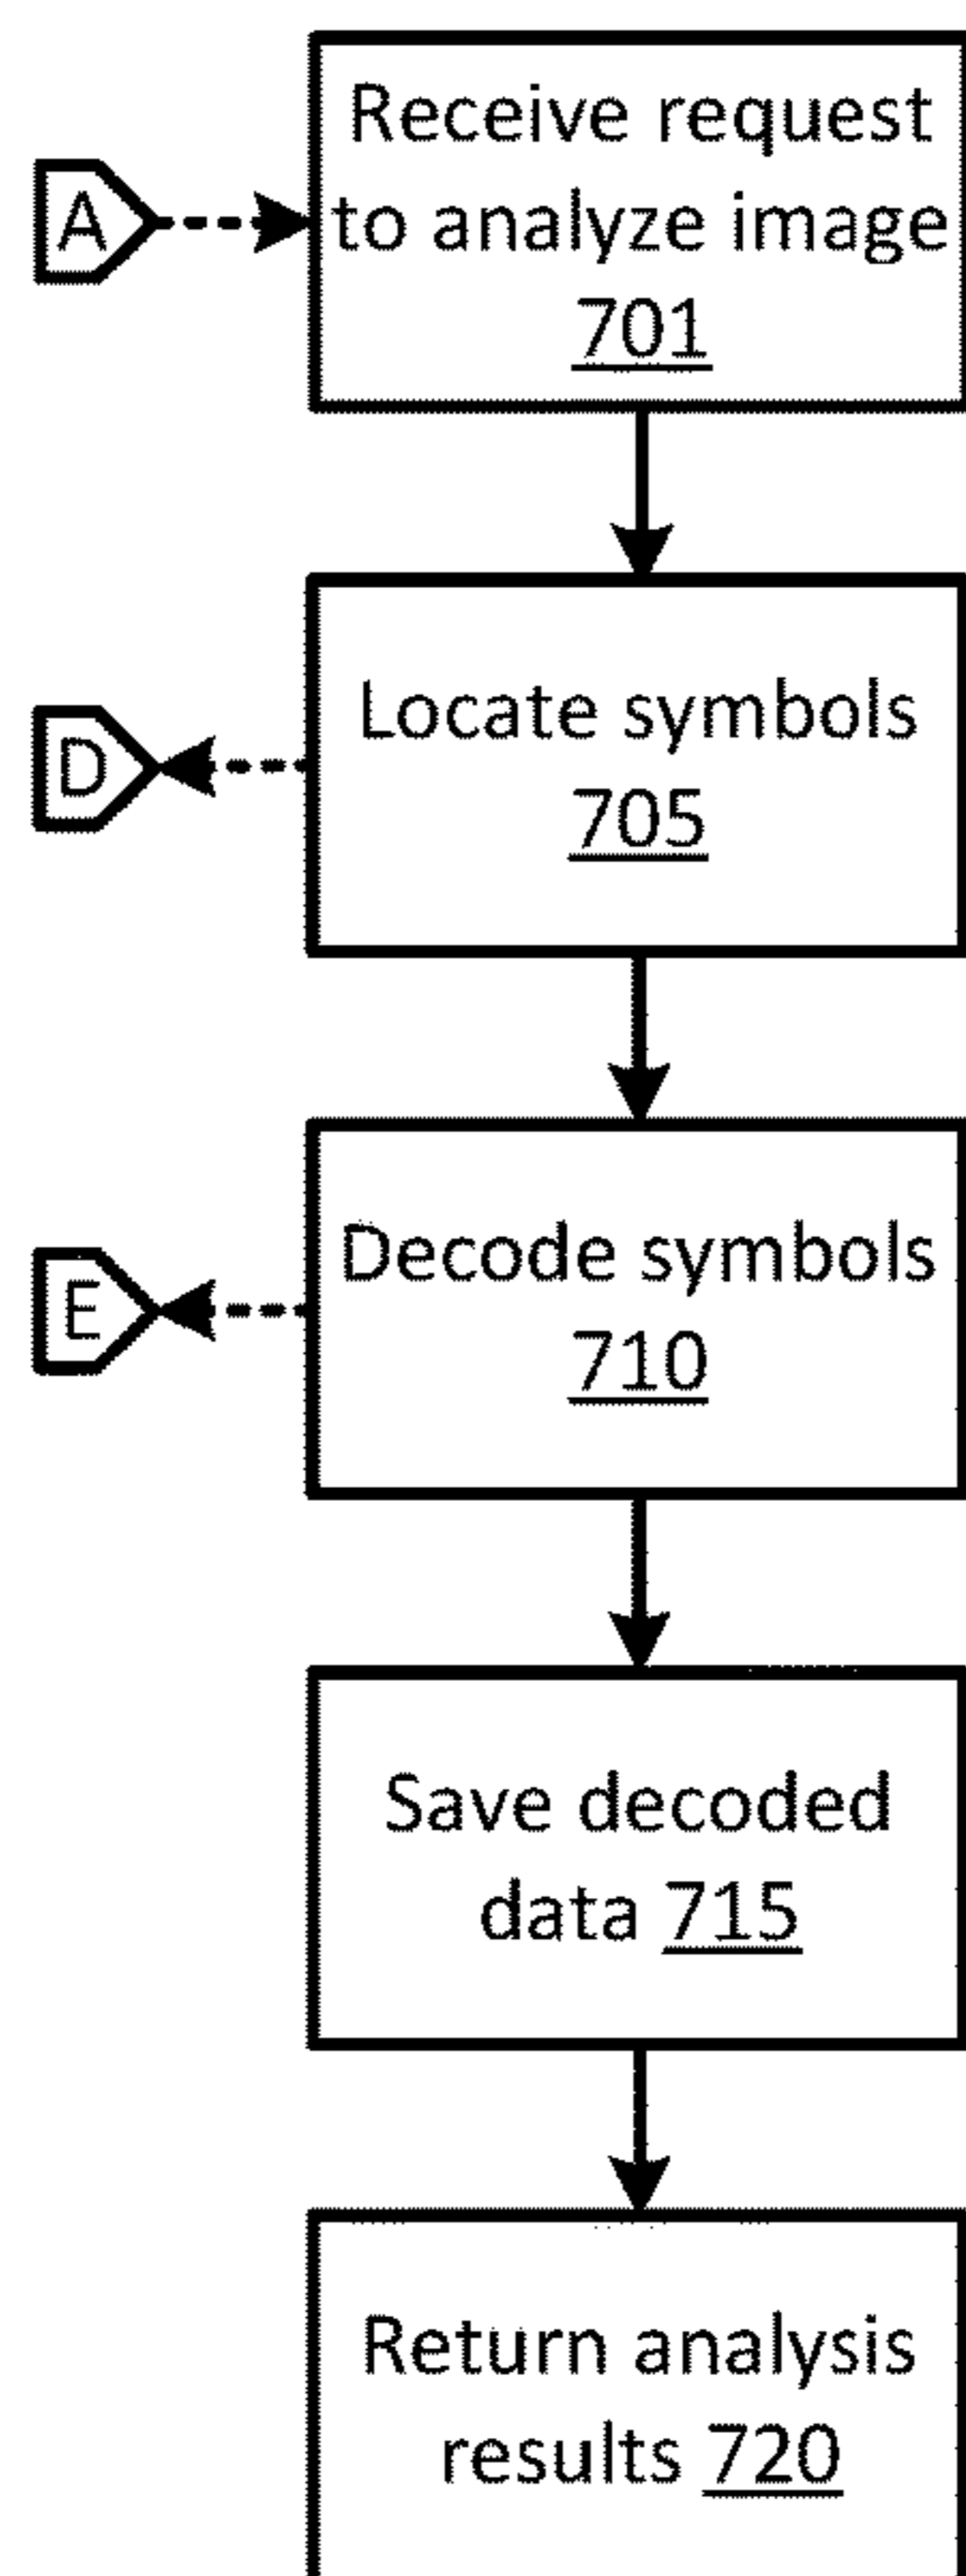 Receive request
A
to analyze image
701
Locate symbols
D
705
Decode symbols
E
710
Save decoded
data 715
Return analysis
results 720